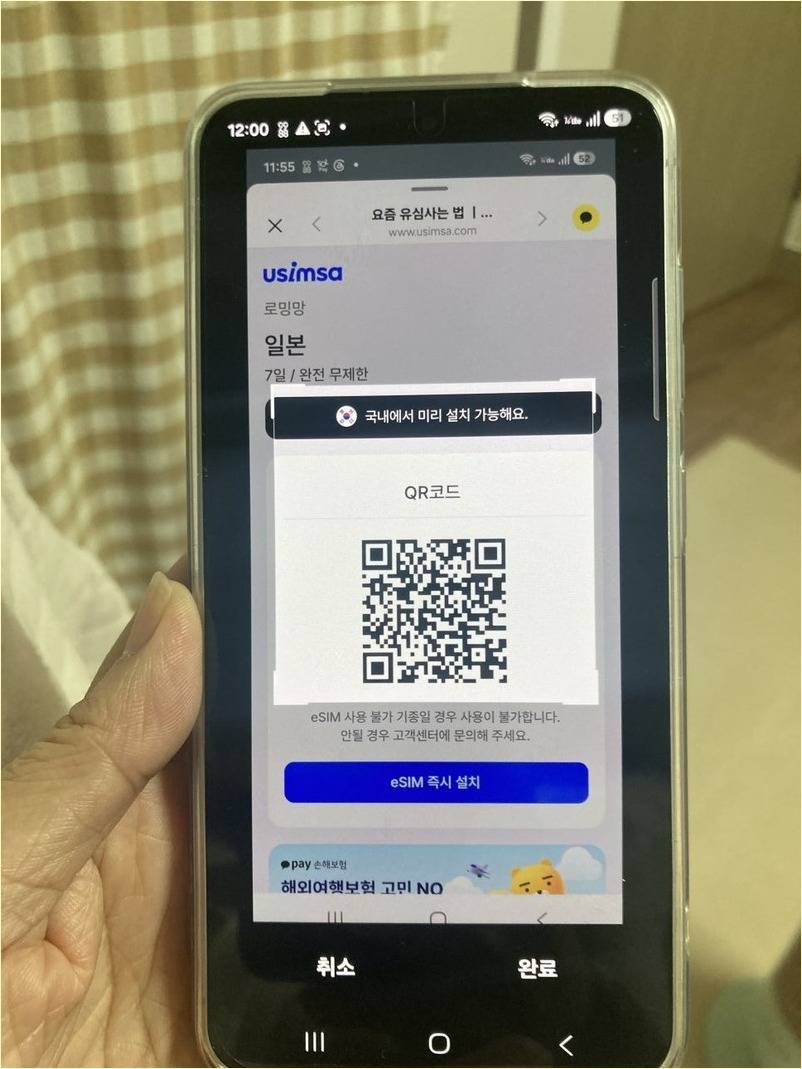 12:00
51
11:55
52
요즘 유심사는 법 ㅣ...
www.usimsa.com
usimsa
로밍망
일본
7일 / 완전 무제한
국내에서 미리 설치 가능해요.
QR코드
eSIM 사용 불가 기종일 경우 사용이 불가합니다.
안될 경우 고객센터에 문의해 주세요.
eSIM 즉시 설치
pay 손해보험
해외여행보험 고민 NO
취소
완료